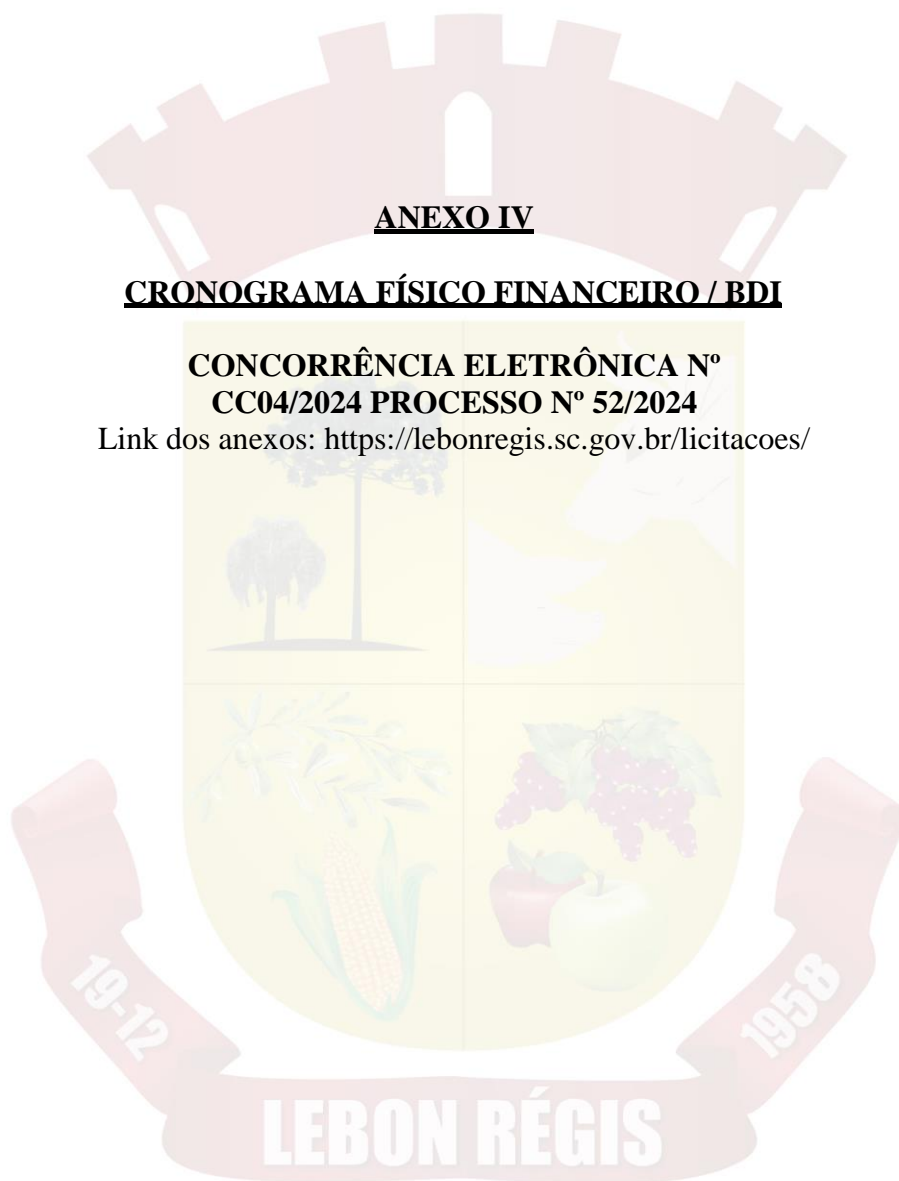 ANEXO IV
CRONOGRAMA FÍSICO FINANCEIRO / BDI
CONCORRÊNCIA ELETRÔNICA Nº
CC04/2024 PROCESSO Nº 52/2024
Link dos anexos: https://lebonregis.sc.gov.br/licitacoes/
19-12
1958
LEBON RÉGIS